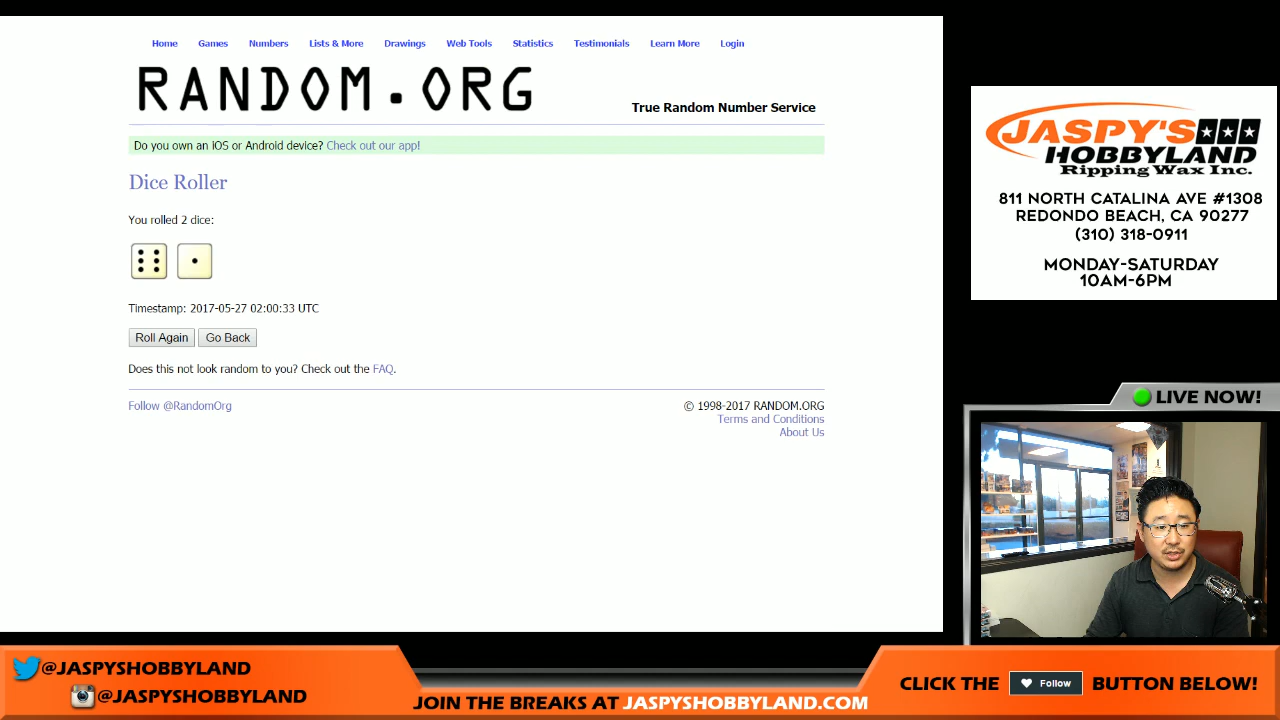 Home Games Numbers Lists & More Drawings Web Tools Statistics Testimonials Learn More Login
RANDOM.ORG
True Random Number Service
Do you own an iOS or Android device? Check out our app!
Dice Roller
You rolled 2 dice:
Timestamp: 2017-05-27 02:00:33 UTC
Roll Again Go Back
Does this not look random to you? Check out the FAQ.
Follow @RandomOrg
© 1998-2017 RANDOM.ORG
Terms and Conditions
About Us
JASPY'S
HOBBYLAND
Ripping Wax Inc.
811 NORTH CATALINA AVE #1308
REDONDO BEACH, CA 90277
(310) 318-0911
MONDAY-SATURDAY
10AM-6PM
LIVE NOW!
@JASPYSHOBBYLAND
@JASPYSHOBBYLAND
JOIN THE BREAKS AT JASPYSHOBBYLAND.COM
CLICK THE Follow BUTTON BELOW!